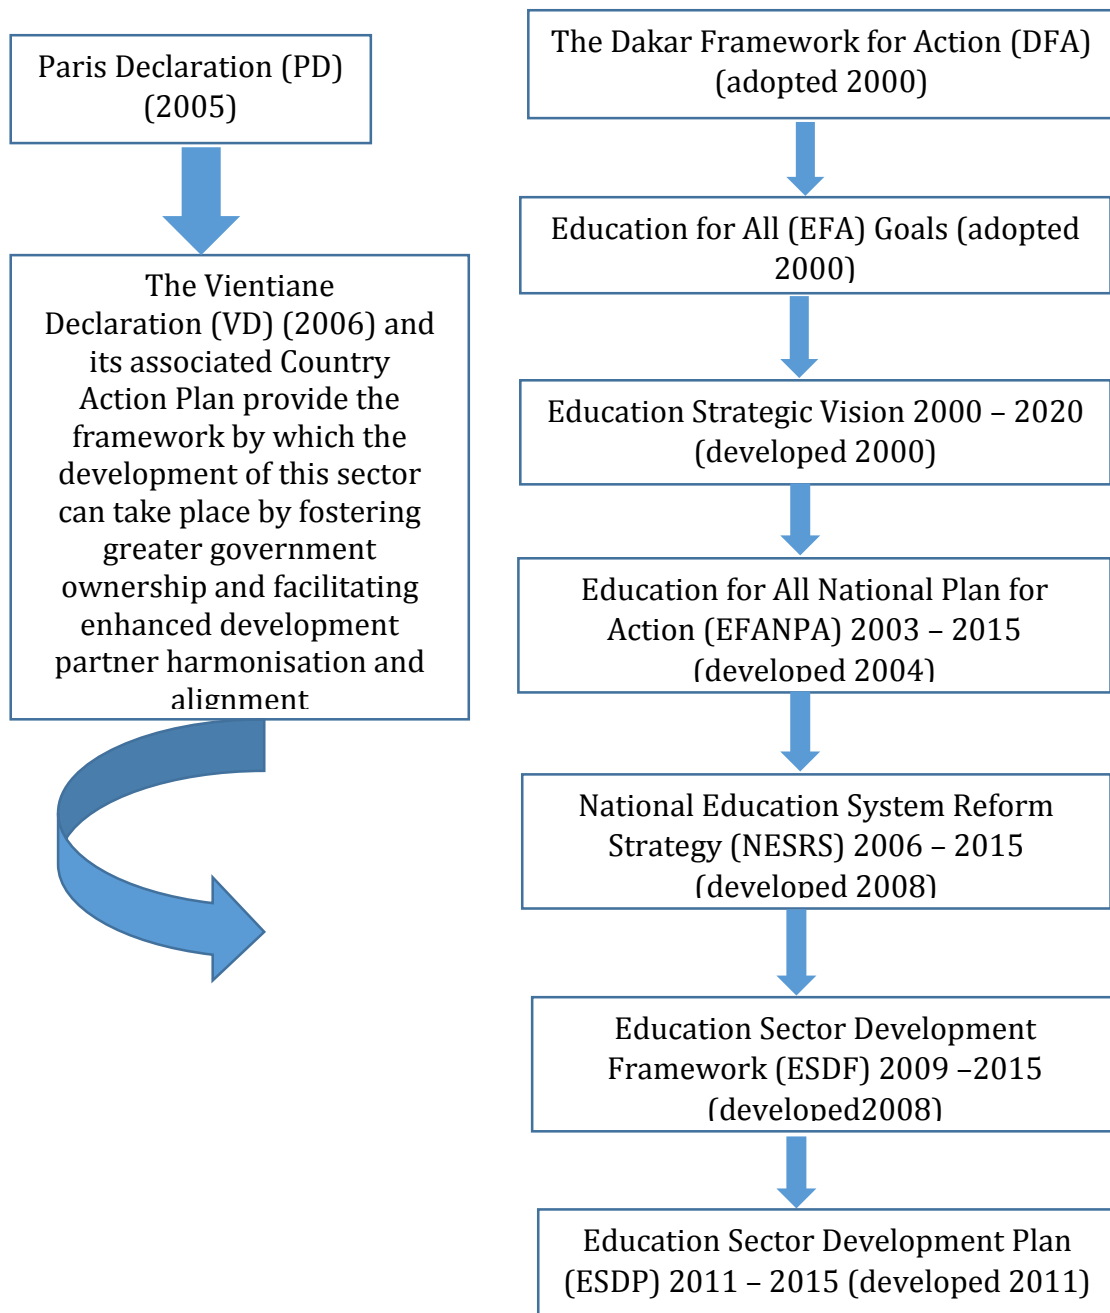 Paris Declaration (PD)
(2005)
The Vientiane
Declaration (VD) (2006) and
its associated Country
Action Plan provide the
framework by which the
development of this sector
can take place by fostering
greater government
ownership and facilitating
enhanced development
partner harmonisation and
alignment
The Dakar Framework for Action (DFA)
(adopted 2000)
Education for All (EFA) Goals (adopted
2000)
Education Strategic Vision 2000 – 2020
(developed 2000)
Education for All National Plan for
Action (EFANPA) 2003 – 2015
(developed 2004)
National Education System Reform
Strategy (NESRS) 2006 – 2015
(developed 2008)
Education Sector Development
Framework (ESDF) 2009 –2015
(developed2008)
Education Sector Development Plan
(ESDP) 2011 – 2015 (developed 2011)